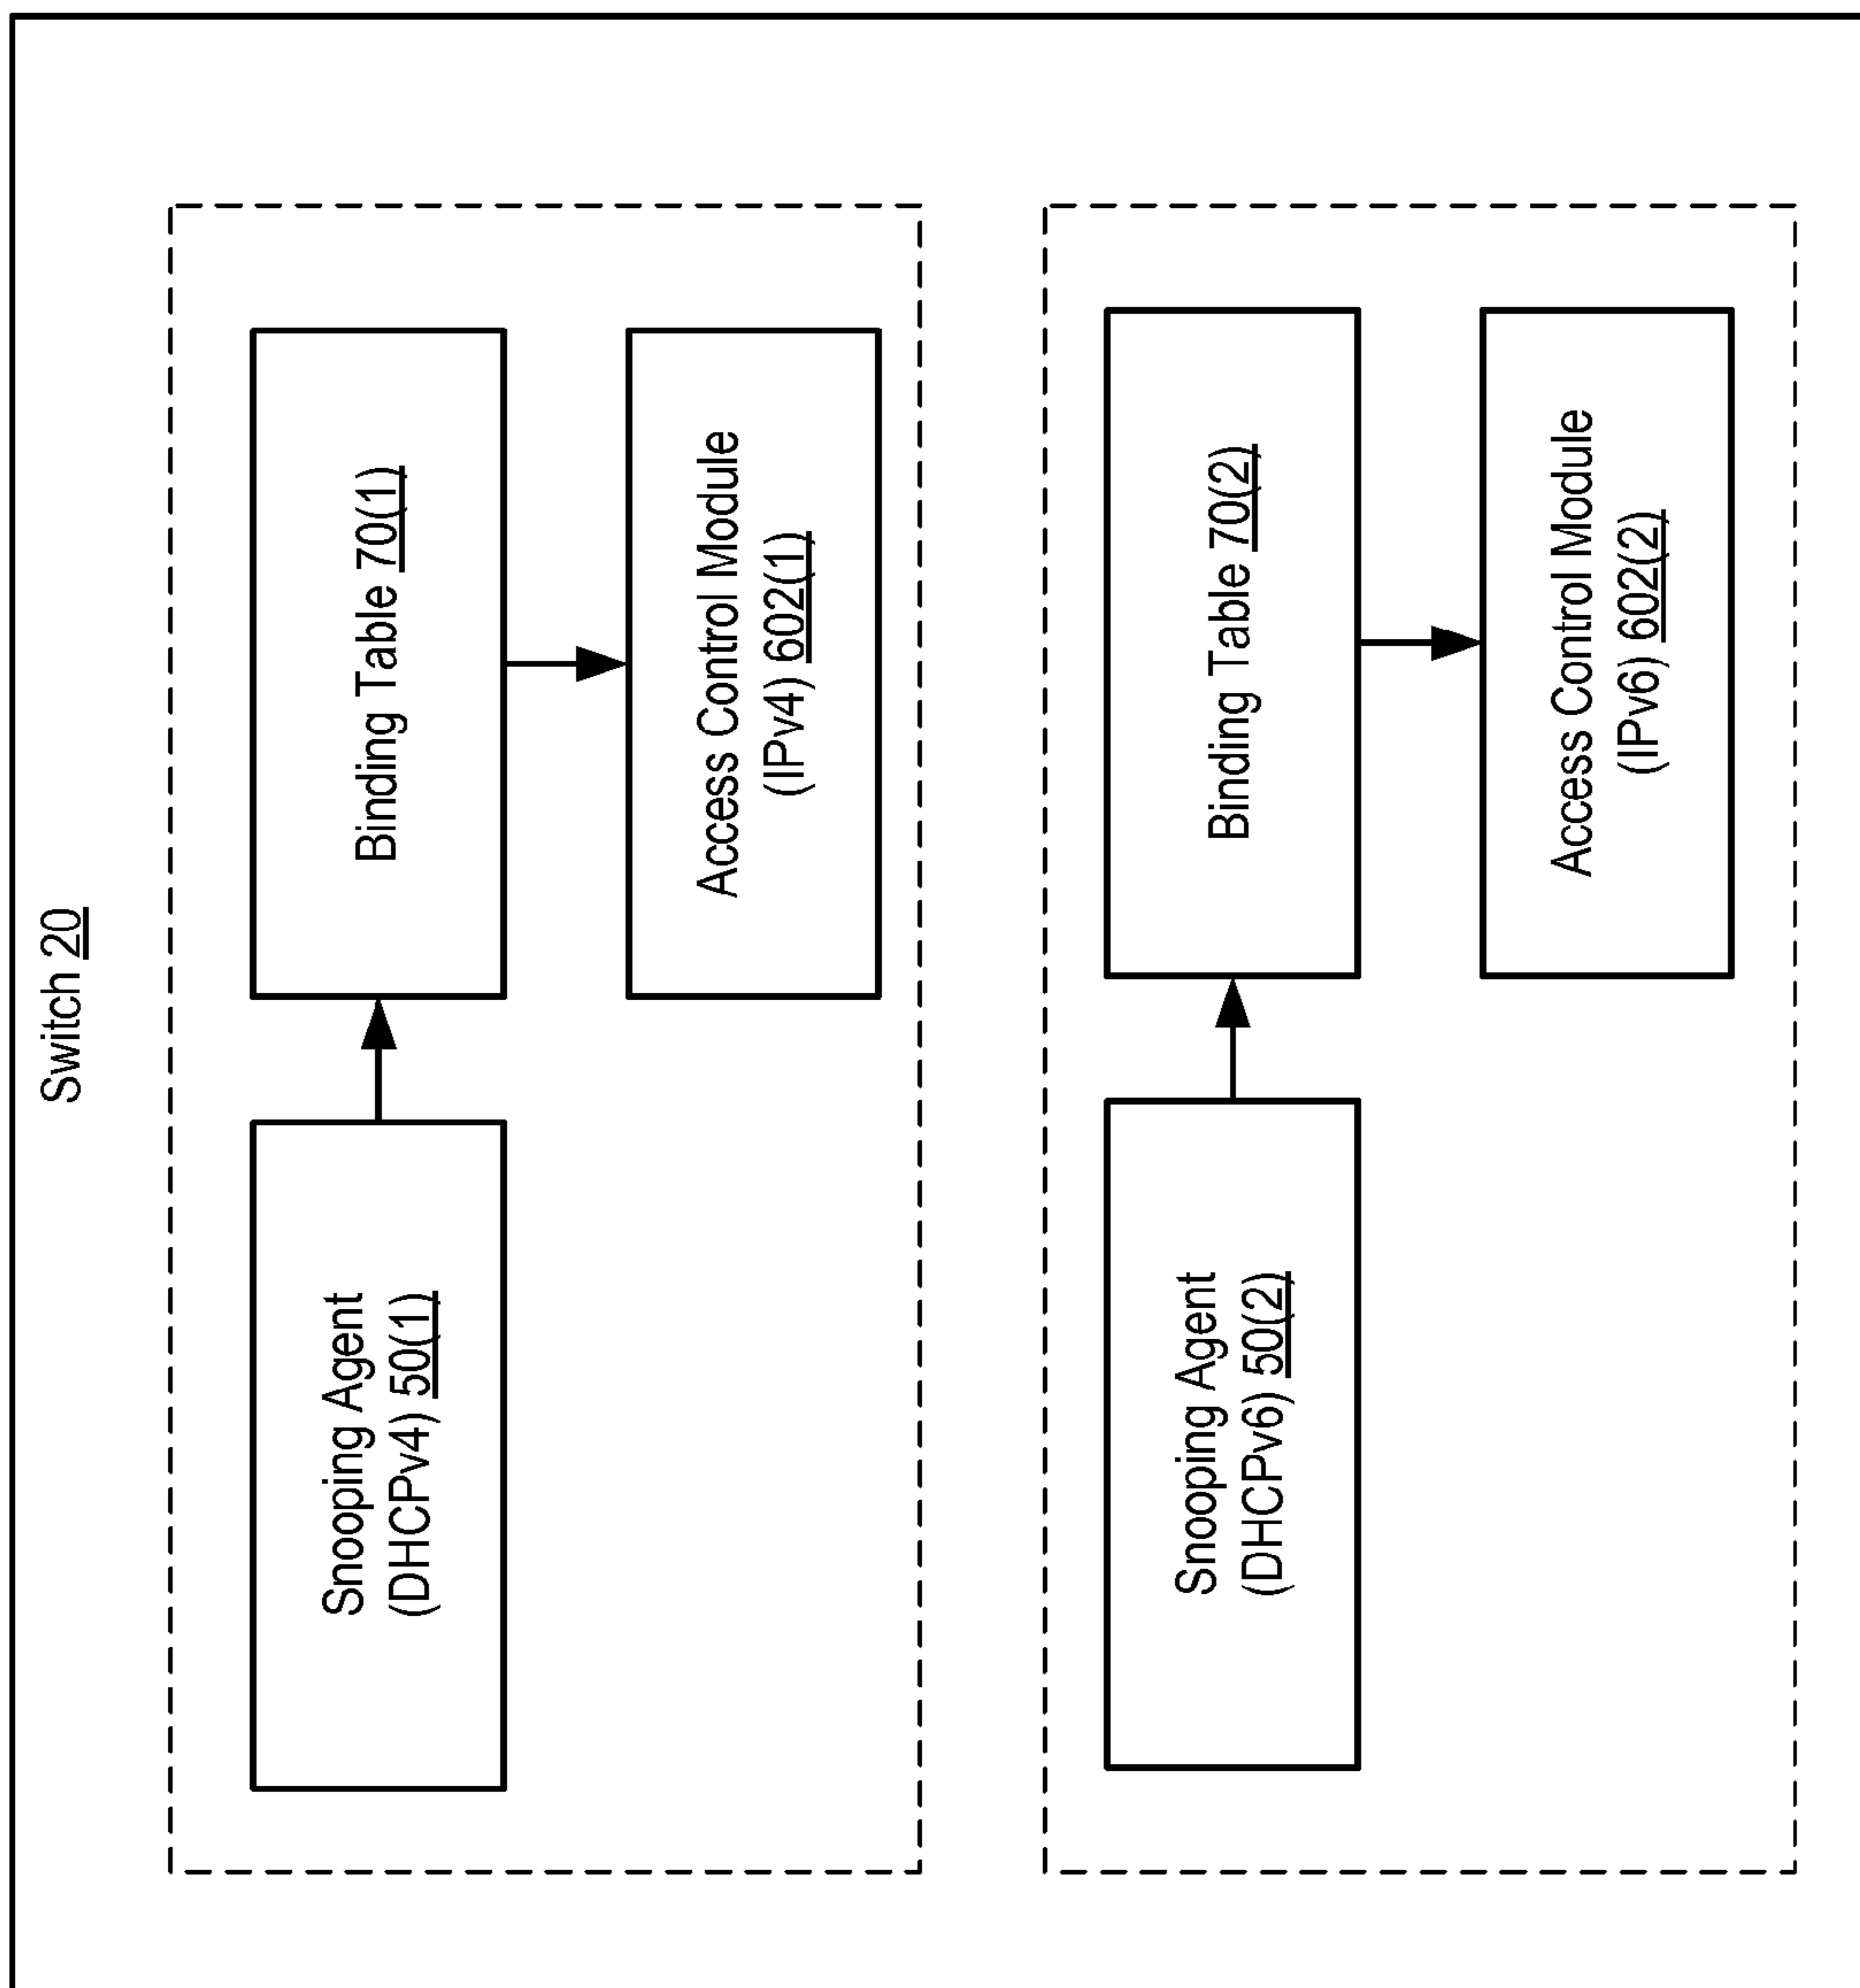 Switch 20
Snooping Agent
(DHCPv4) 50(1)
Binding Table 70(1)
Access Control Module
(IPv4) 602(1)
Snooping Agent
(DHCPv6) 50(2)
Binding Table 70(2)
Access Control Module
(IPv6) 602(2)